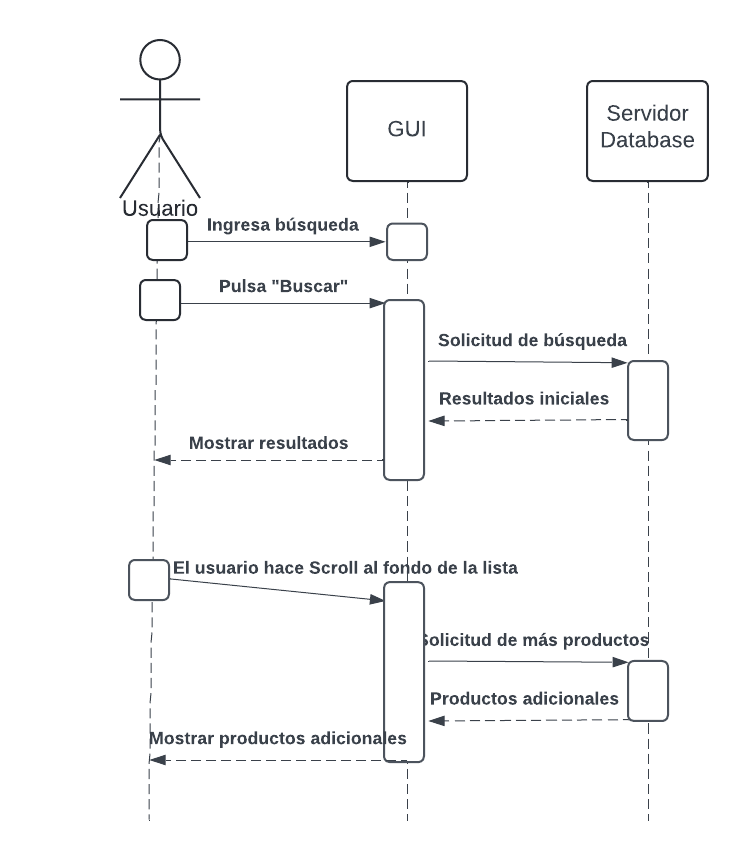 GUI
Servidor
Database
Usuario
Ingresa búsqueda
Pulsa "Buscar"
Solicitud de búsqueda
Resultados iniciales
Mostrar resultados
El usuario hace Scroll al fondo de la lista
Solicitud de más productos
Productos adicionales
Mostrar productos adicionales